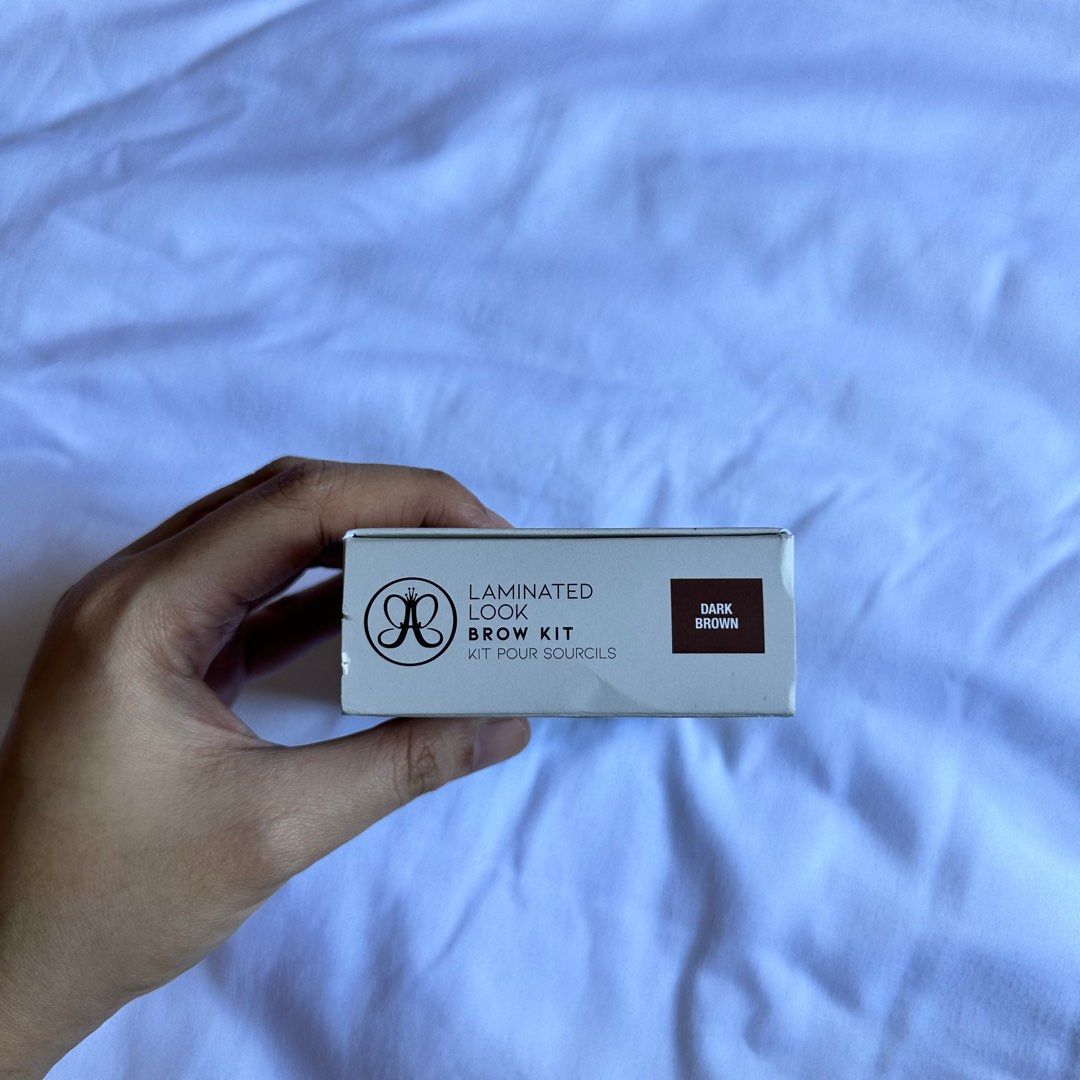 LAMINATED
LOOK
BROW KIT
KIT POUR SOURCILS
DARK
BROWN